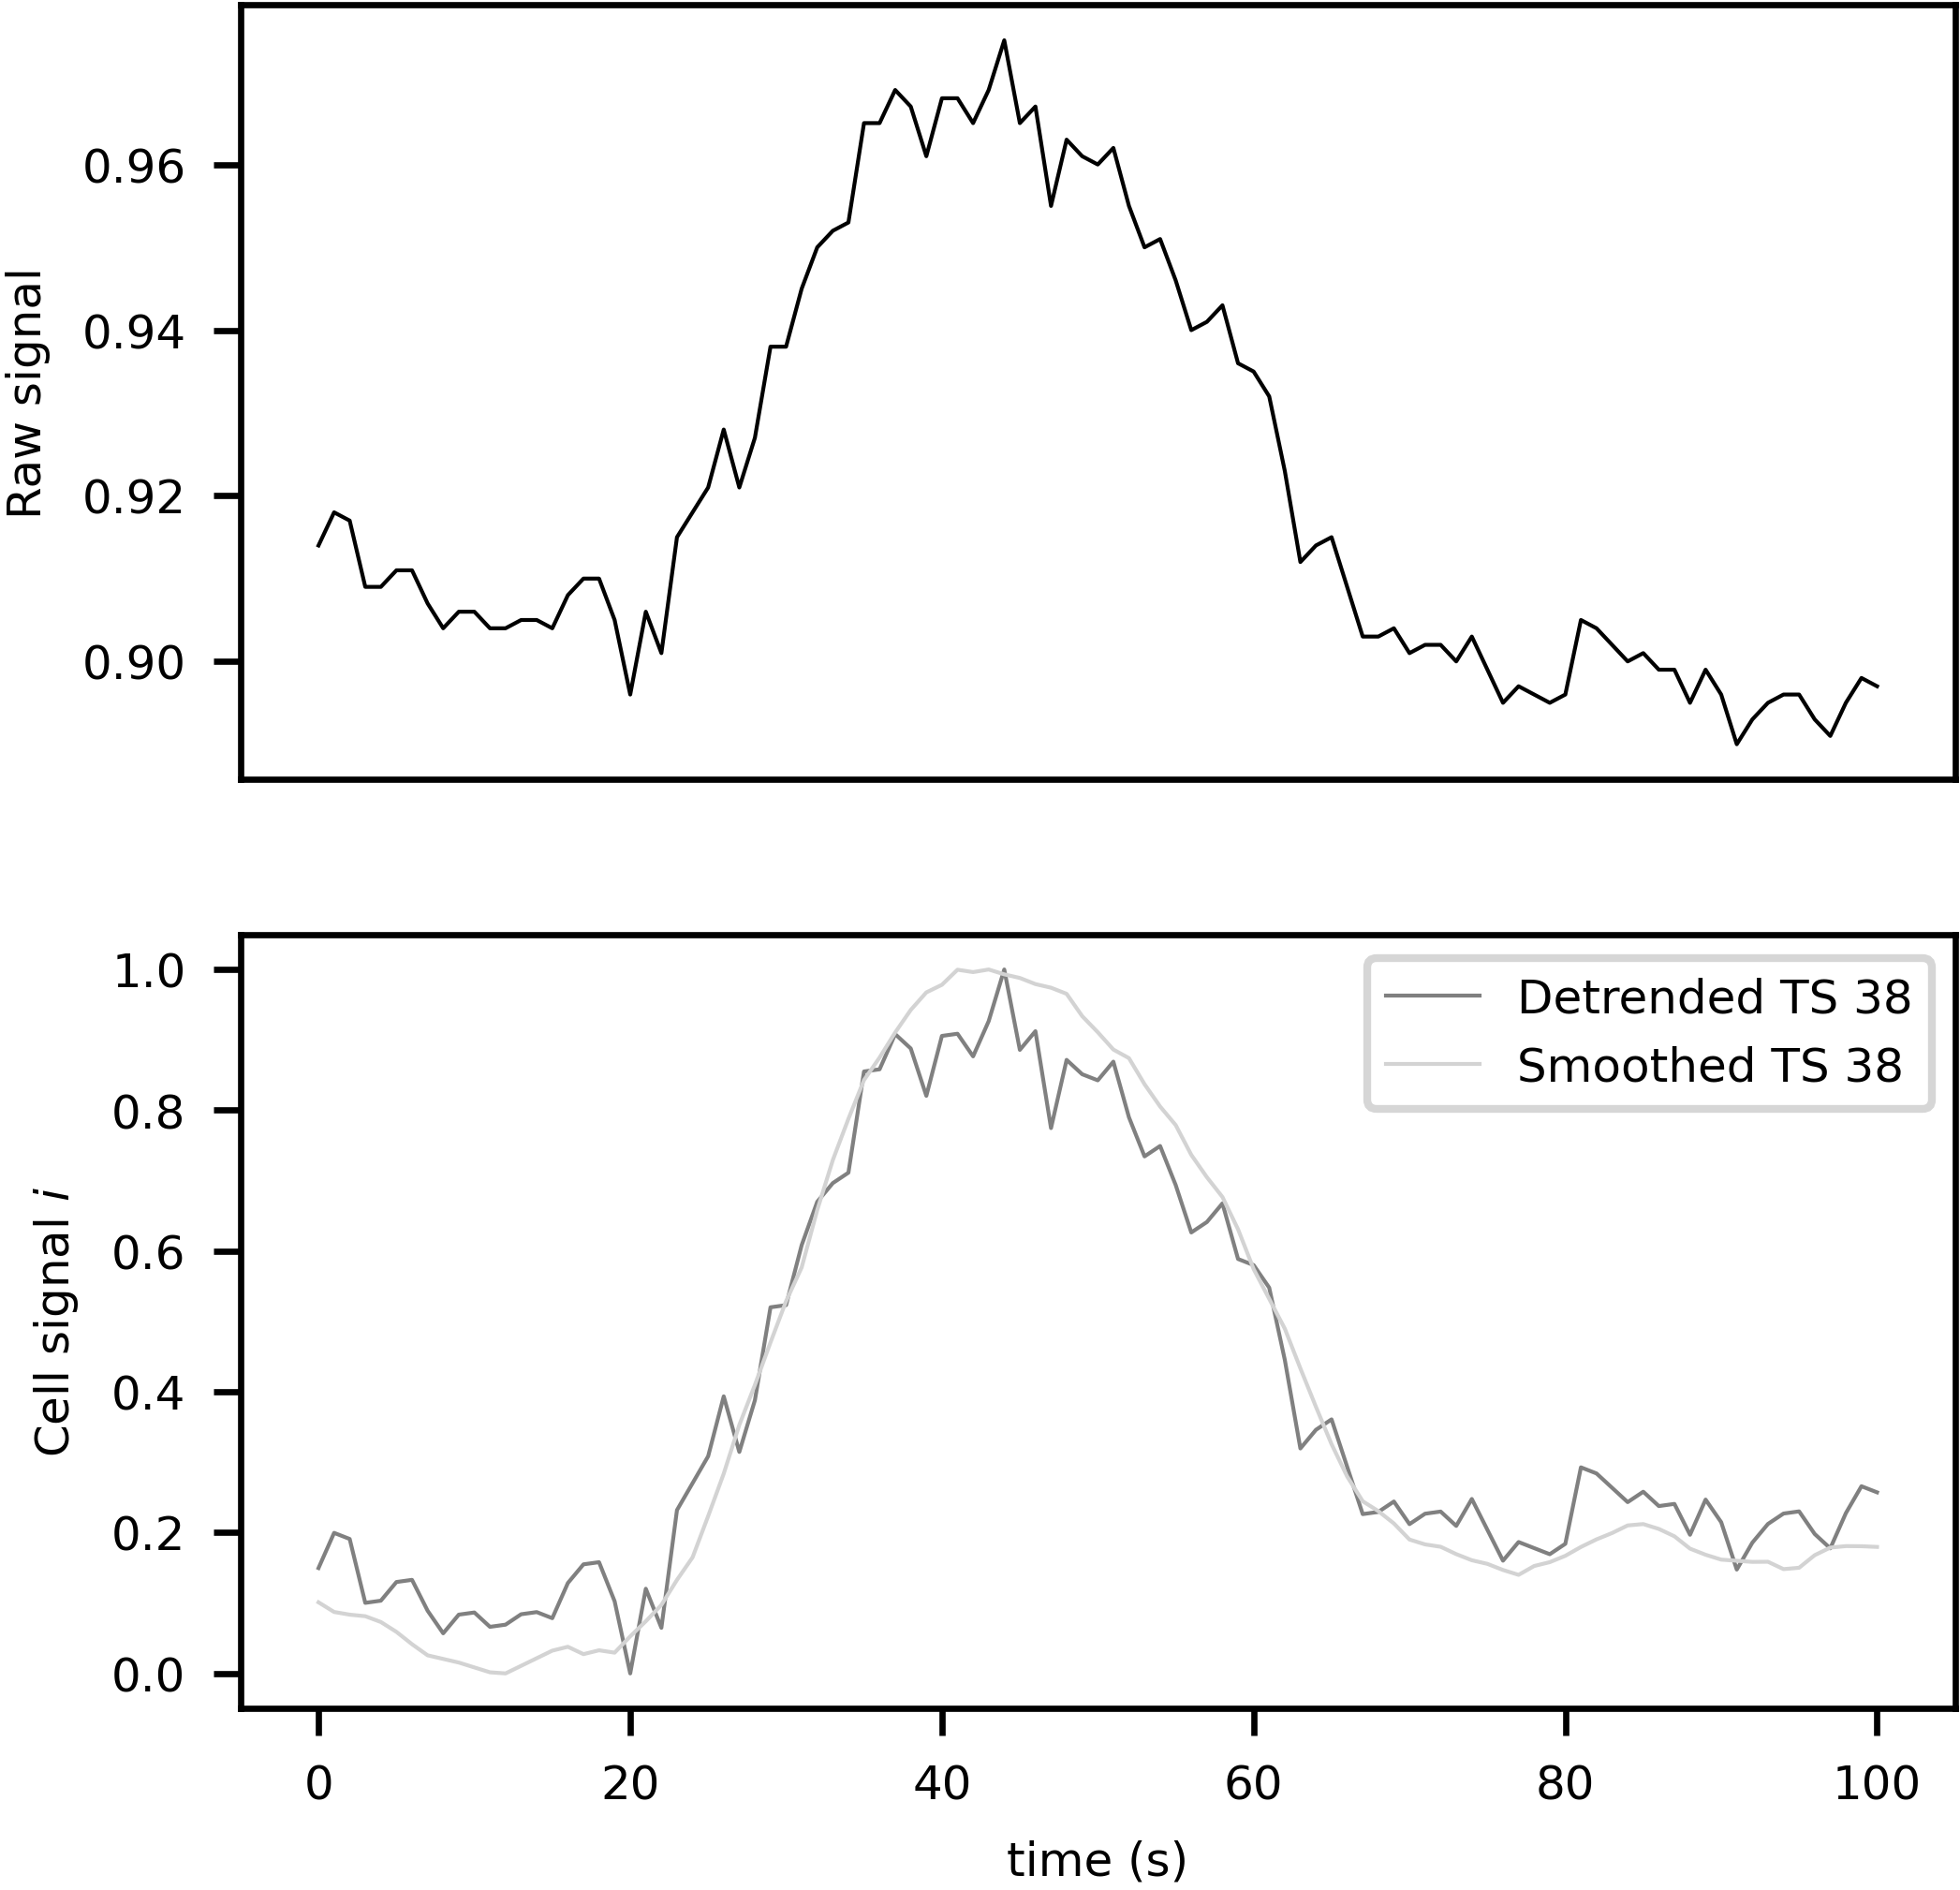 Raw signal
0.96
0.94
0.92
0.90
Cell signal i
1.0
0.8
0.6
0.4
0.2
0.0
Detrended TS 38
Smoothed TS 38
0 20 40 60 80 100
time (s)